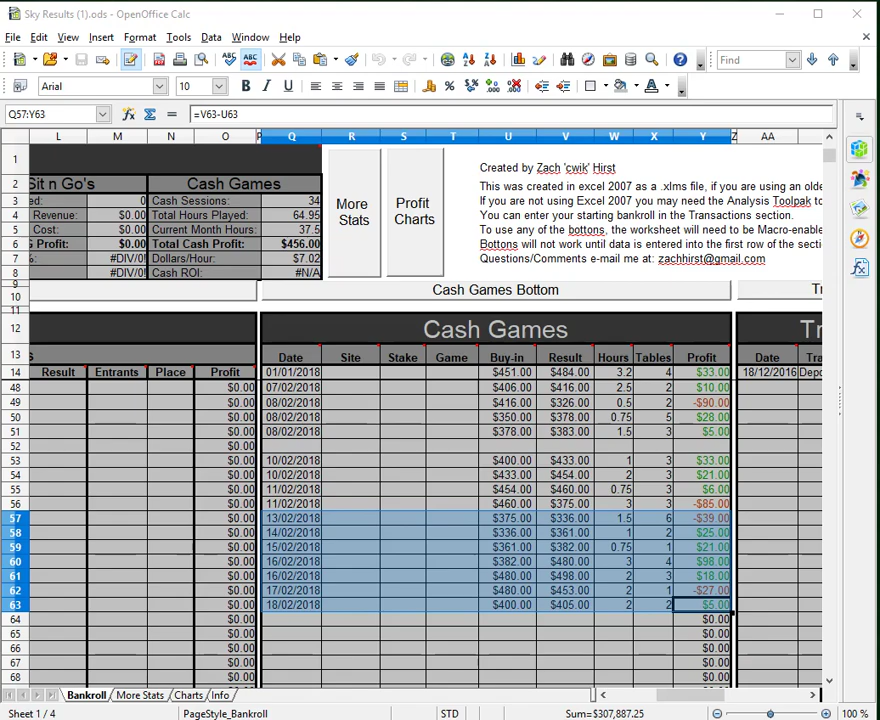 Sky Results (1).ods - OpenOffice Calc
File Edit View Insert Format Tools Data Window Help
Find
Arial 10
Q57:Y63 =V63-U63
L M N O P Q R S T U V W X Y Z AA
1 Created by Zach 'cwik' Hirst
2 Sit n Go's Cash Games This was created in excel 2007 as a .xlms file, if you are using an olde
3 ed: 0 Cash Sessions: 34 If you are not using Excel 2007 you may need the Analysis Toolpak to
4 Revenue: $0.00 Total Hours Played: 64.95 More Stats Profit Charts You can enter your starting bankroll in the Transactions section.
5 Cost: $0.00 Current Month Hours: 37.5 To use any of the bottons, the worksheet will need to be Macro-enable
6 Profit: $0.00 Total Cash Profit: $456.00 Bottons will not work until data is entered into the first row of the secti
7 %: #DIV/0! Dollars/Hour: $7.02 Questions/Comments e-mail me at: zachhirst@gmail.com
8 #DIV/0! Cash ROI: #N/A
9
10 Cash Games Bottom Tr
11
12 Cash Games Tr
13 s Date Site Stake Game Buy-in Result Hours Tables Profit Date Tra
14 Result Entrants Place Profit 01/01/2018 $451.00 $484.00 3.2 4 $33.00 18/12/2016 Depo
48 $0.00 07/02/2018 $406.00 $416.00 2.5 2 $10.00
49 $0.00 08/02/2018 $416.00 $326.00 0.5 2 -$90.00
50 $0.00 08/02/2018 $350.00 $378.00 0.75 5 $28.00
51 $0.00 08/02/2018 $378.00 $383.00 1.5 3 $5.00
52 $0.00
53 $0.00 10/02/2018 $400.00 $433.00 1 3 $33.00
54 $0.00 10/02/2018 $433.00 $454.00 2 3 $21.00
55 $0.00 11/02/2018 $454.00 $460.00 0.75 3 $6.00
56 $0.00 11/02/2018 $460.00 $375.00 3 3 -$85.00
57 $0.00 13/02/2018 $375.00 $336.00 1.5 6 -$39.00
58 $0.00 14/02/2018 $336.00 $361.00 1 2 $25.00
59 $0.00 15/02/2018 $361.00 $382.00 0.75 1 $21.00
60 $0.00 16/02/2018 $382.00 $480.00 3 4 $98.00
61 $0.00 16/02/2018 $480.00 $498.00 2 3 $18.00
62 $0.00 17/02/2018 $480.00 $453.00 2 1 -$27.00
63 $0.00 18/02/2018 $400.00 $405.00 2 2 $5.00
64 $0.00 $0.00
65 $0.00 $0.00
66 $0.00 $0.00
67 $0.00 $0.00
68 $0.00 $0.00
Bankroll More Stats Charts Info
Sheet 1 / 4 PageStyle_Bankroll STD Sum=$307,887.25 100 %